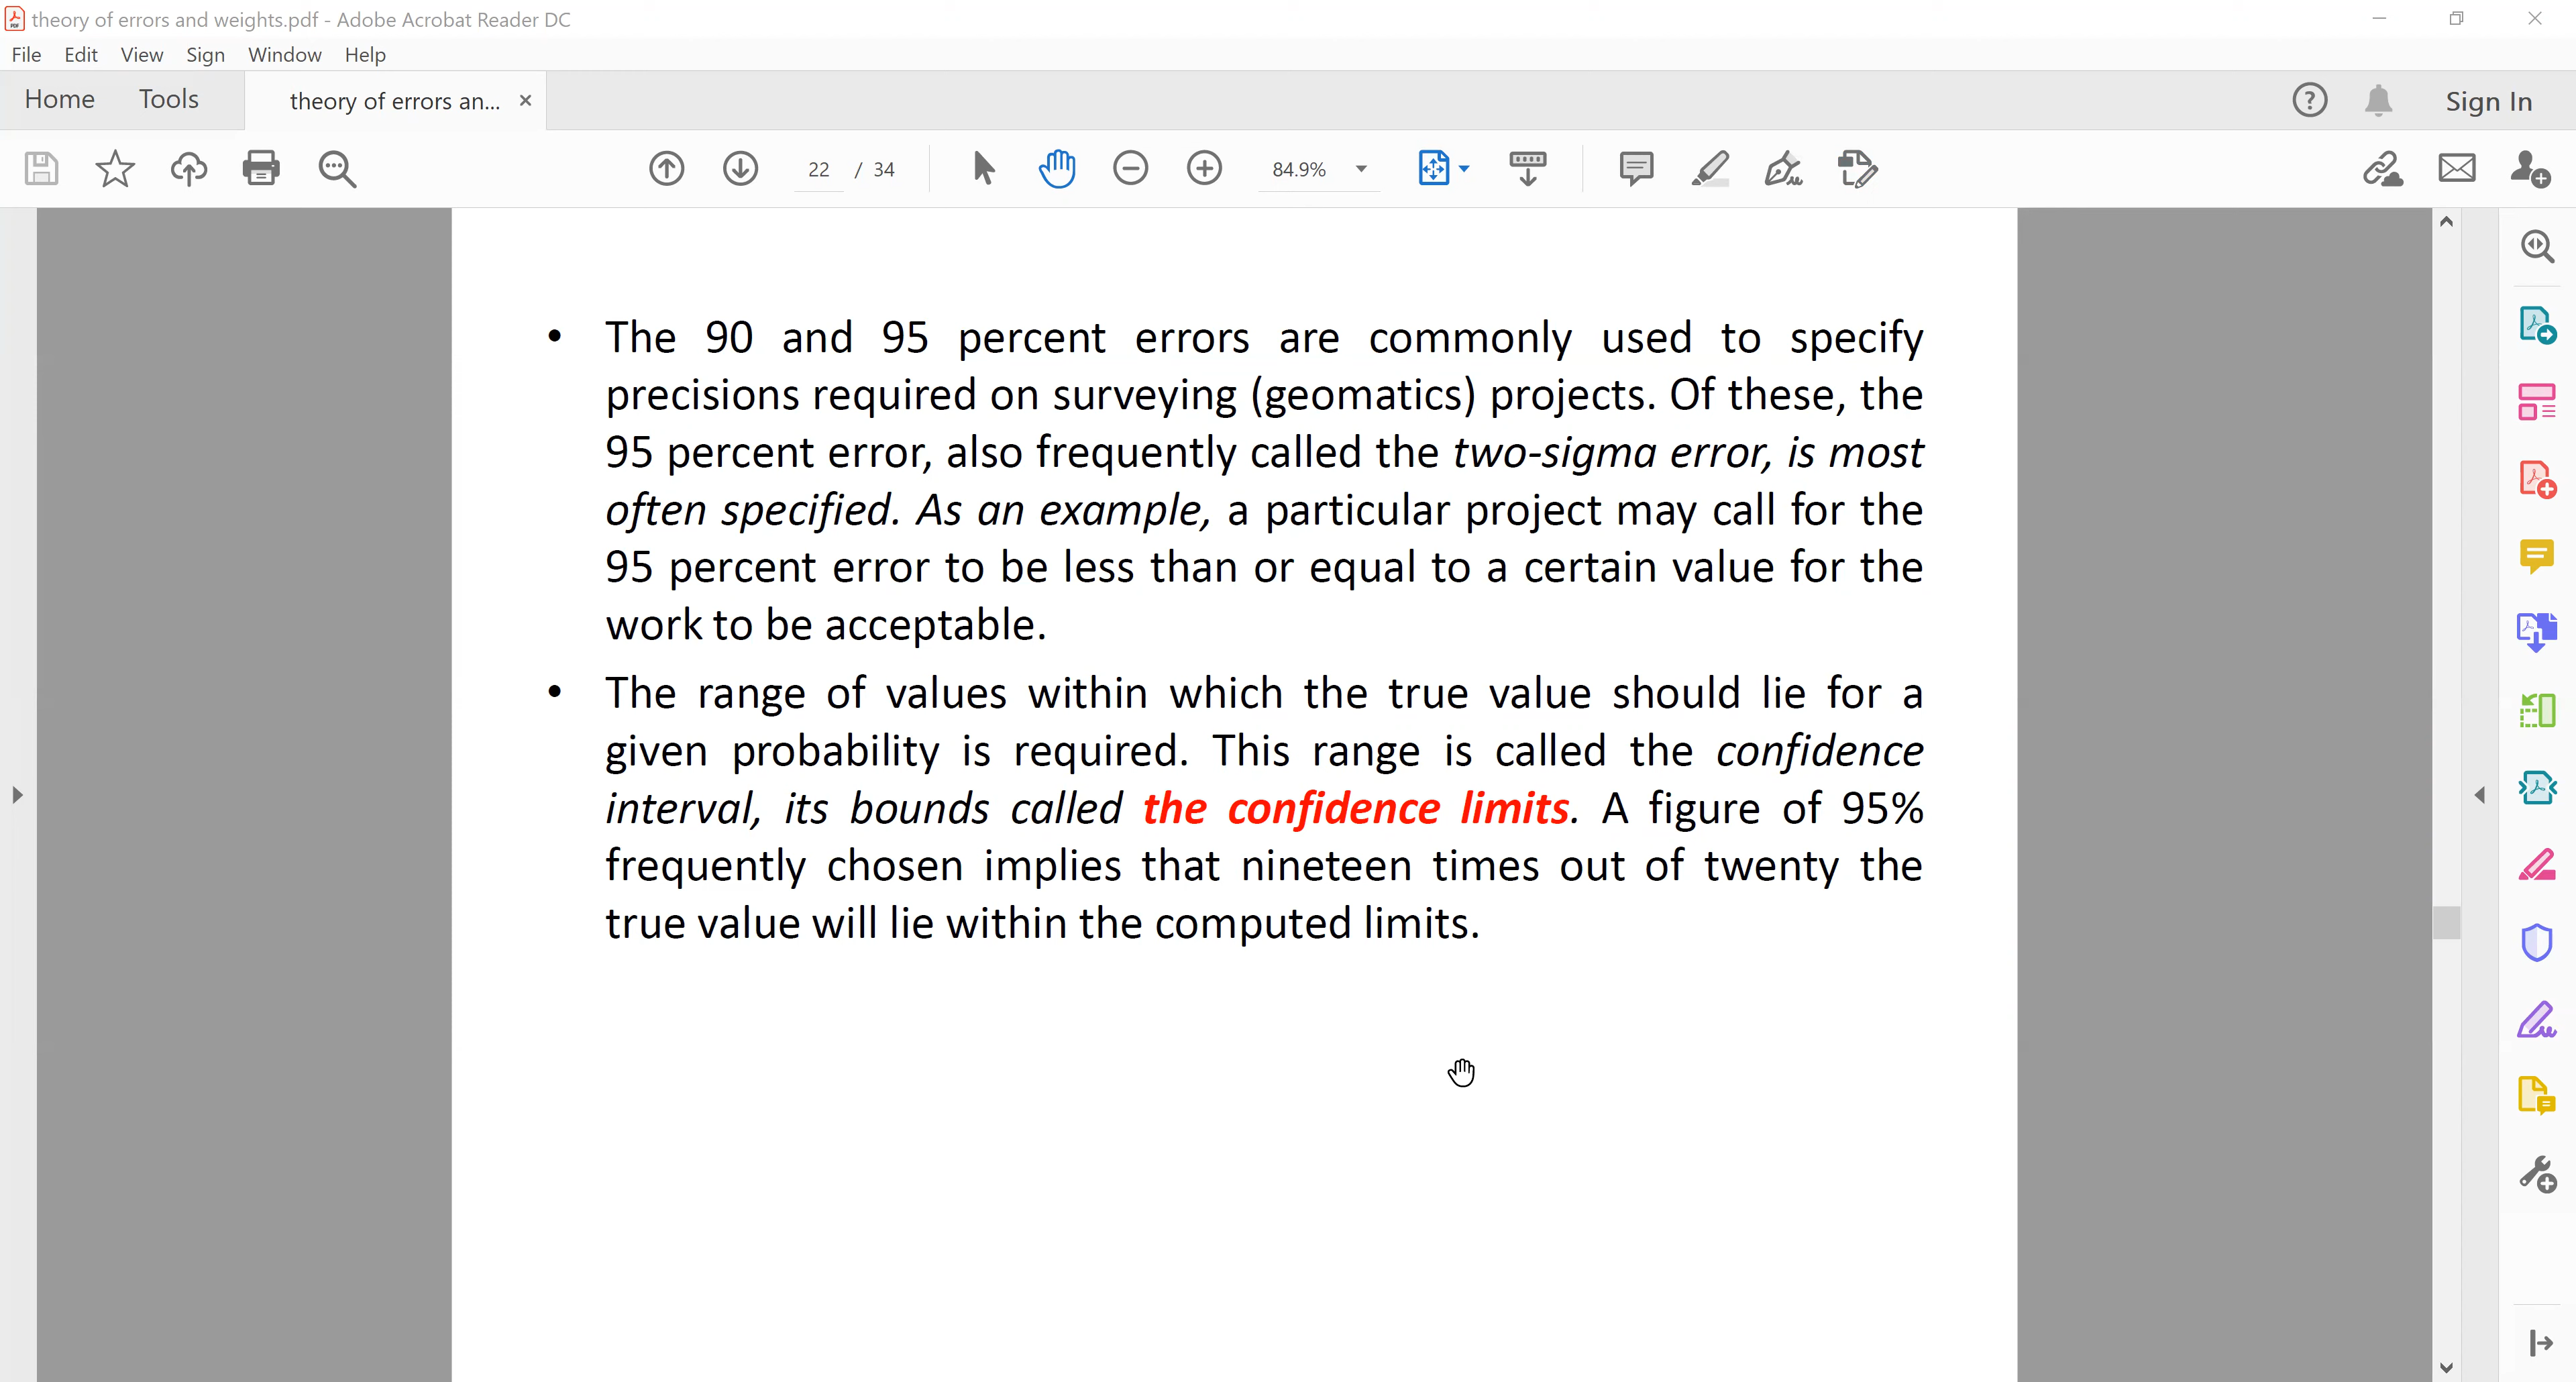 theory of errors and weights.pdf - Adobe Acrobat Reader DC
File Edit View Sign Window Help
Home Tools theory of errors an... Sign In
22 / 34 84.9%
• The 90 and 95 percent errors are commonly used to specify
precisions required on surveying (geomatics) projects. Of these, the
95 percent error, also frequently called the two-sigma error, is most
often specified. As an example, a particular project may call for the
95 percent error to be less than or equal to a certain value for the
work to be acceptable.
• The range of values within which the true value should lie for a
given probability is required. This range is called the confidence
interval, its bounds called the confidence limits. A figure of 95%
frequently chosen implies that nineteen times out of twenty the
true value will lie within the computed limits.